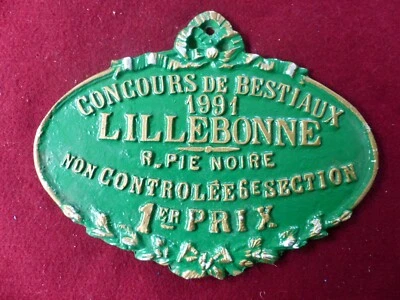 CONCOURS DE BESTIAUX
1991
LILLEBONNE
R. PIE NOIRE
NON CONTROLÉE 6E SECTION
1ER PRIX